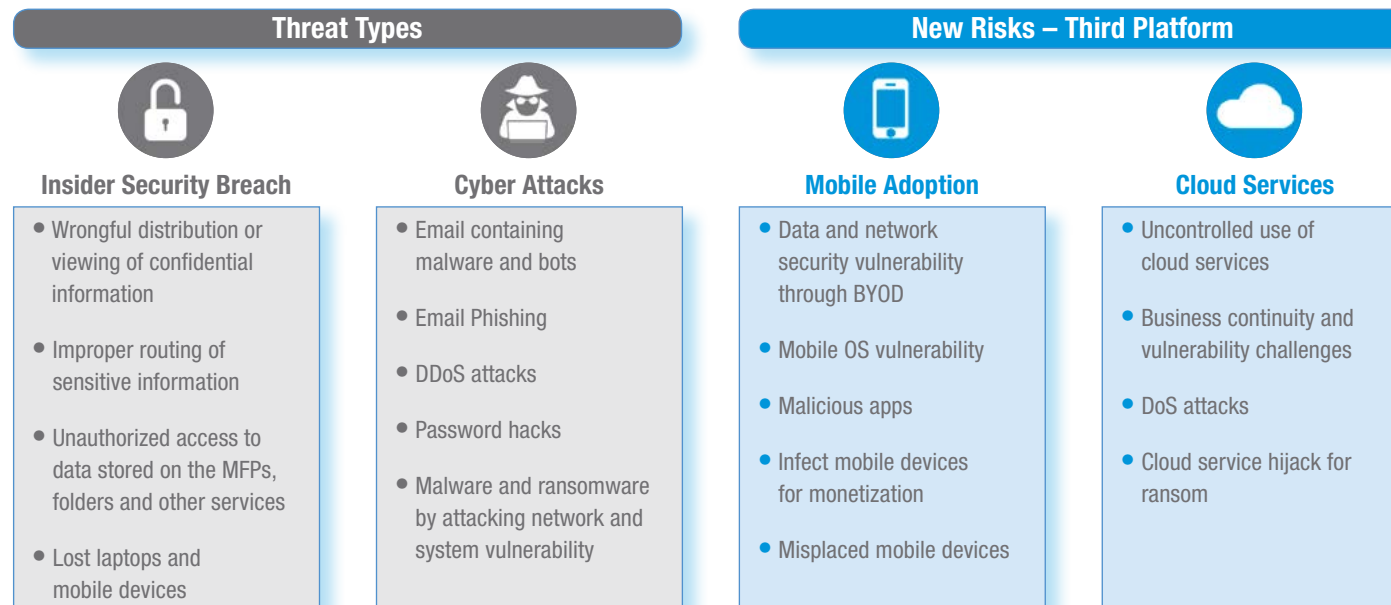 Threat Types
Insider Security Breach
• Wrongful distribution or
viewing of confidential
information
• Improper routing of
sensitive information
• Unauthorized access to
data stored on the MFPs,
folders and other services
• Lost laptops and
mobile devices
Cyber Attacks
• Email containing
malware and bots
• Email Phishing
• DDoS attacks
• Password hacks
• Malware and ransomware
by attacking network and
system vulnerability
New Risks – Third Platform
Mobile Adoption
• Data and network
security vulnerability
through BYOD
• Mobile OS vulnerability
• Malicious apps
• Infect mobile devices
for monetization
• Misplaced mobile devices
Cloud Services
• Uncontrolled use of
cloud services
• Business continuity and
vulnerability challenges
• DoS attacks
• Cloud service hijack for
ransom